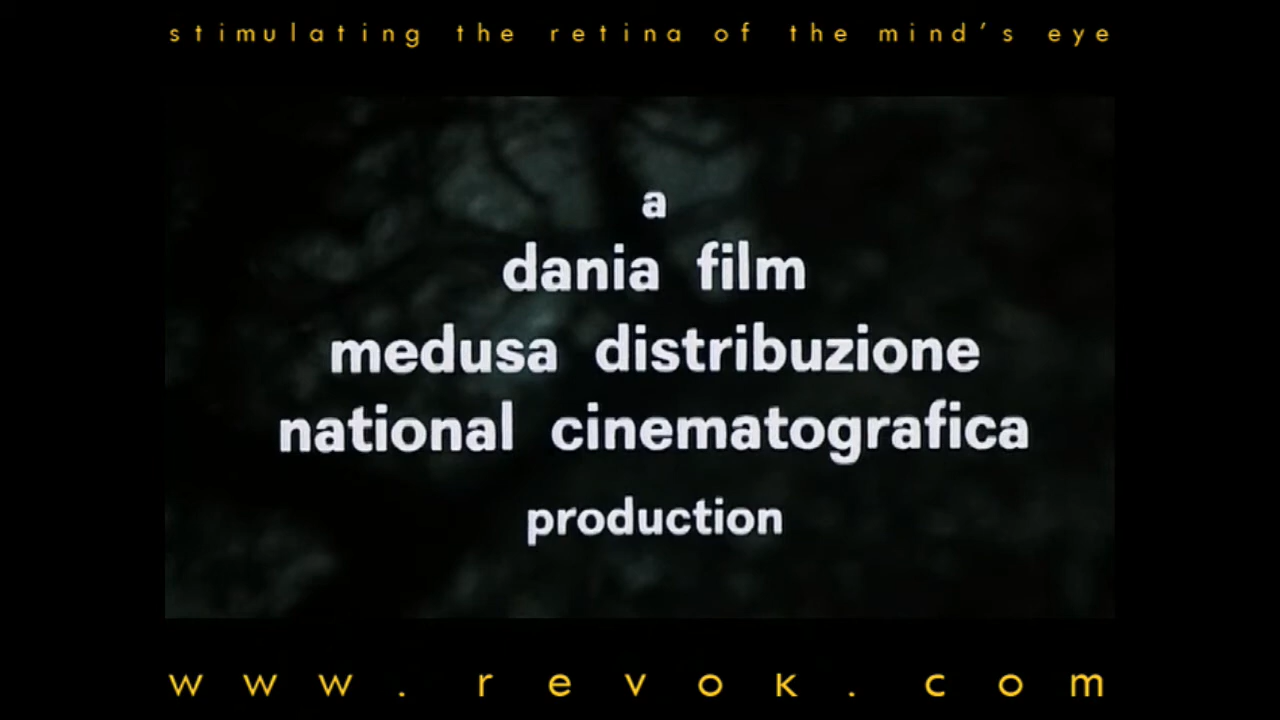 stimulating the retina of the mind's eye
a
dania film
medusa distribuzione
national cinematografica
production
www.revok.com